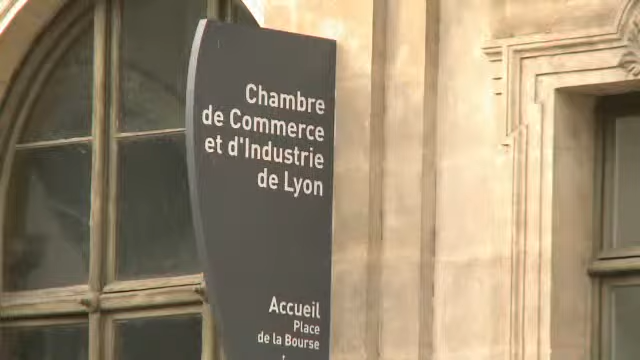 Chambre
de Commerce
et d'Industrie
de Lyon
Accueil
Place
de la Bourse